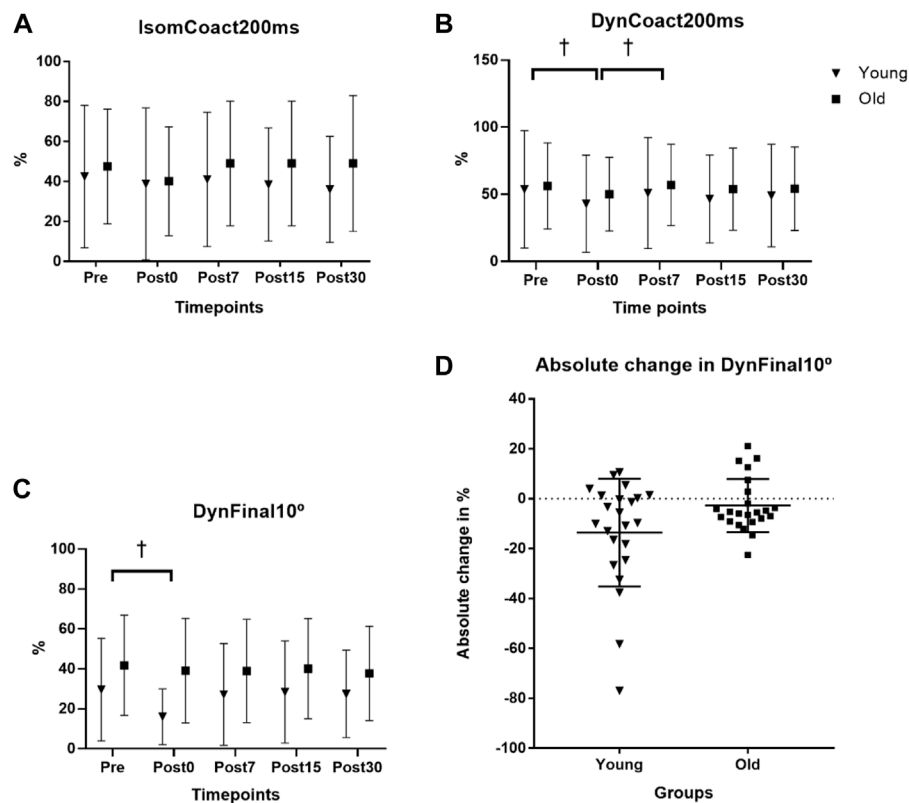 A
IsomCoact200ms
100
80
60
40
20
0
%
Pre Post0 Post7 Post15 Post30
Timepoints
B
DynCoact200ms
† †
150
100
50
0
%
Pre Post0 Post7 Post15 Post30
Time points
Young
Old
C
DynFinal10º
†
100
80
60
40
20
0
%
Pre Post0 Post7 Post15 Post30
Timepoints
D
Absolute change in DynFinal10º
40
20
0
-20
-40
-60
-80
-100
Absolute change in %
Young Old
Groups